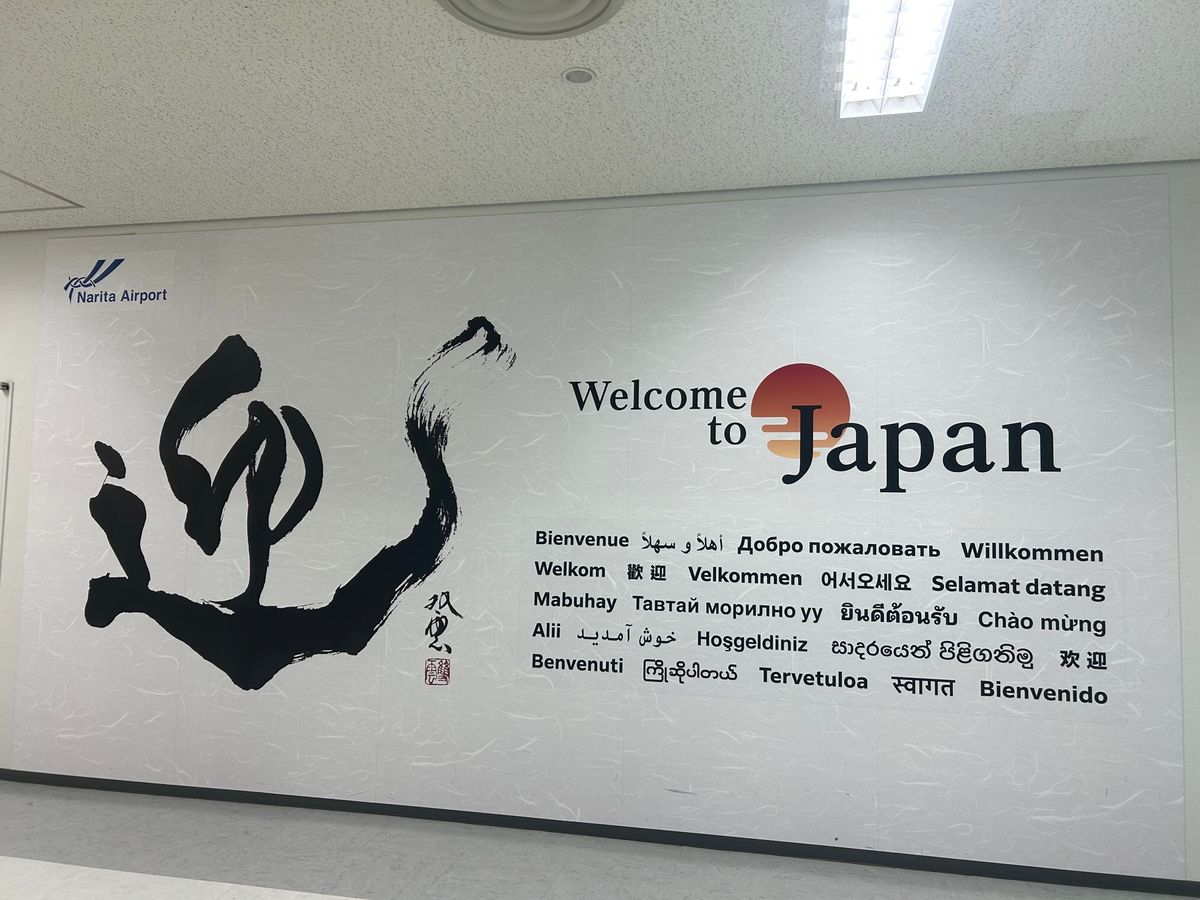 Narita Airport
迎
Welcome
to
Japan
Bienvenue أهلاً و سهلاً Добро пожаловать Willkommen
Welkom 歡迎 Velkommen 어서오세요 Selamat datang
Mabuhay Тавтай морилно уу ยินดีต้อนรับ Chào mừng
Alii خوش آمدید Hoşgeldiniz සාදරයෙන් පිළිගනිමු 欢迎
Benvenuti ကြိုဆိုပါတယ် Tervetuloa स्वागत Bienvenido